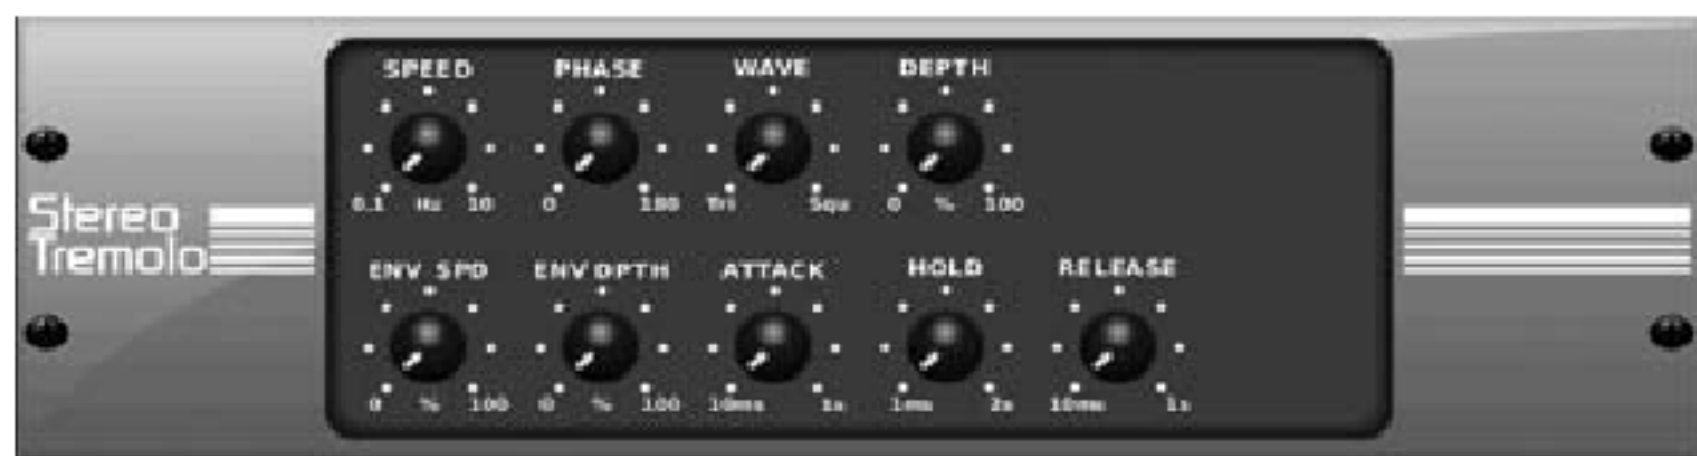 SPEED PHASE WAVE DEPTH
0.1 Hz 10 0 180 Tri Squ 0 % 100
Stereo
Tremolo
ENV SPD ENV DPTH ATTACK HOLD RELEASE
0 % 100 0 % 100 10ms 1s 1ms 2s 10ms 1s